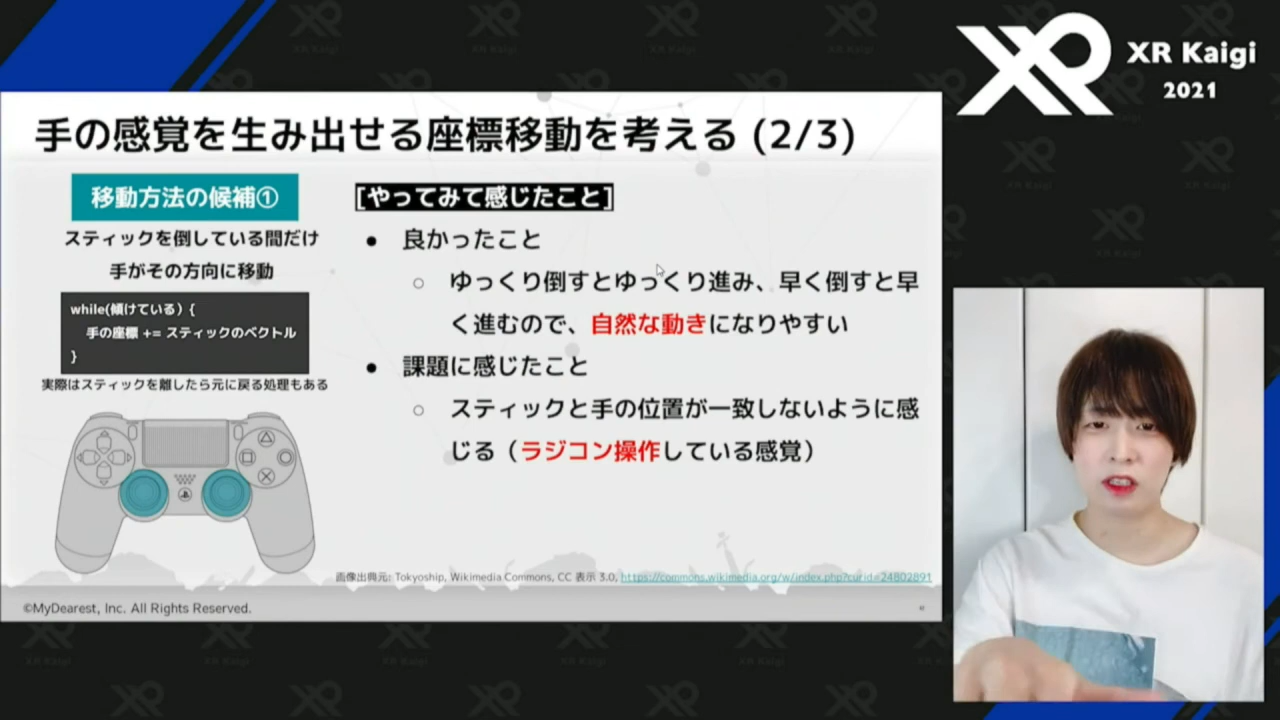 XR Kaigi
2021
手の感覚を生み出せる座標移動を考える (2/3)
移動方法の候補①
スティックを倒している間だけ
手がその方向に移動
while(傾けている) {
手の座標 += スティックのベクトル
}
実際はスティックを離したら元に戻る処理もある
[やってみて感じたこと]
● 良かったこと
○ ゆっくり倒すとゆっくり進み、早く倒すと早
く進むので、自然な動きになりやすい
● 課題に感じたこと
○ スティックと手の位置が一致しないように感
じる（ラジコン操作している感覚）
画像出典元: Tokyoship, Wikimedia Commons, CC 表示 3.0, https://commons.wikimedia.org/w/index.php?curid=24802891
©MyDearest, Inc. All Rights Reserved.